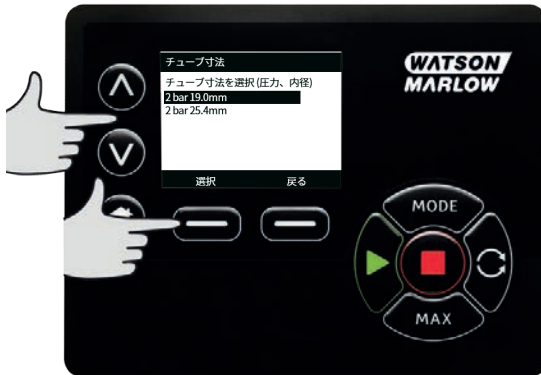 チューブ寸法
チューブ寸法を選択 (圧力、内径)
2 bar 19.0mm
2 bar 25.4mm
選択 戻る
WATSON
MARLOW
MODE
MAX